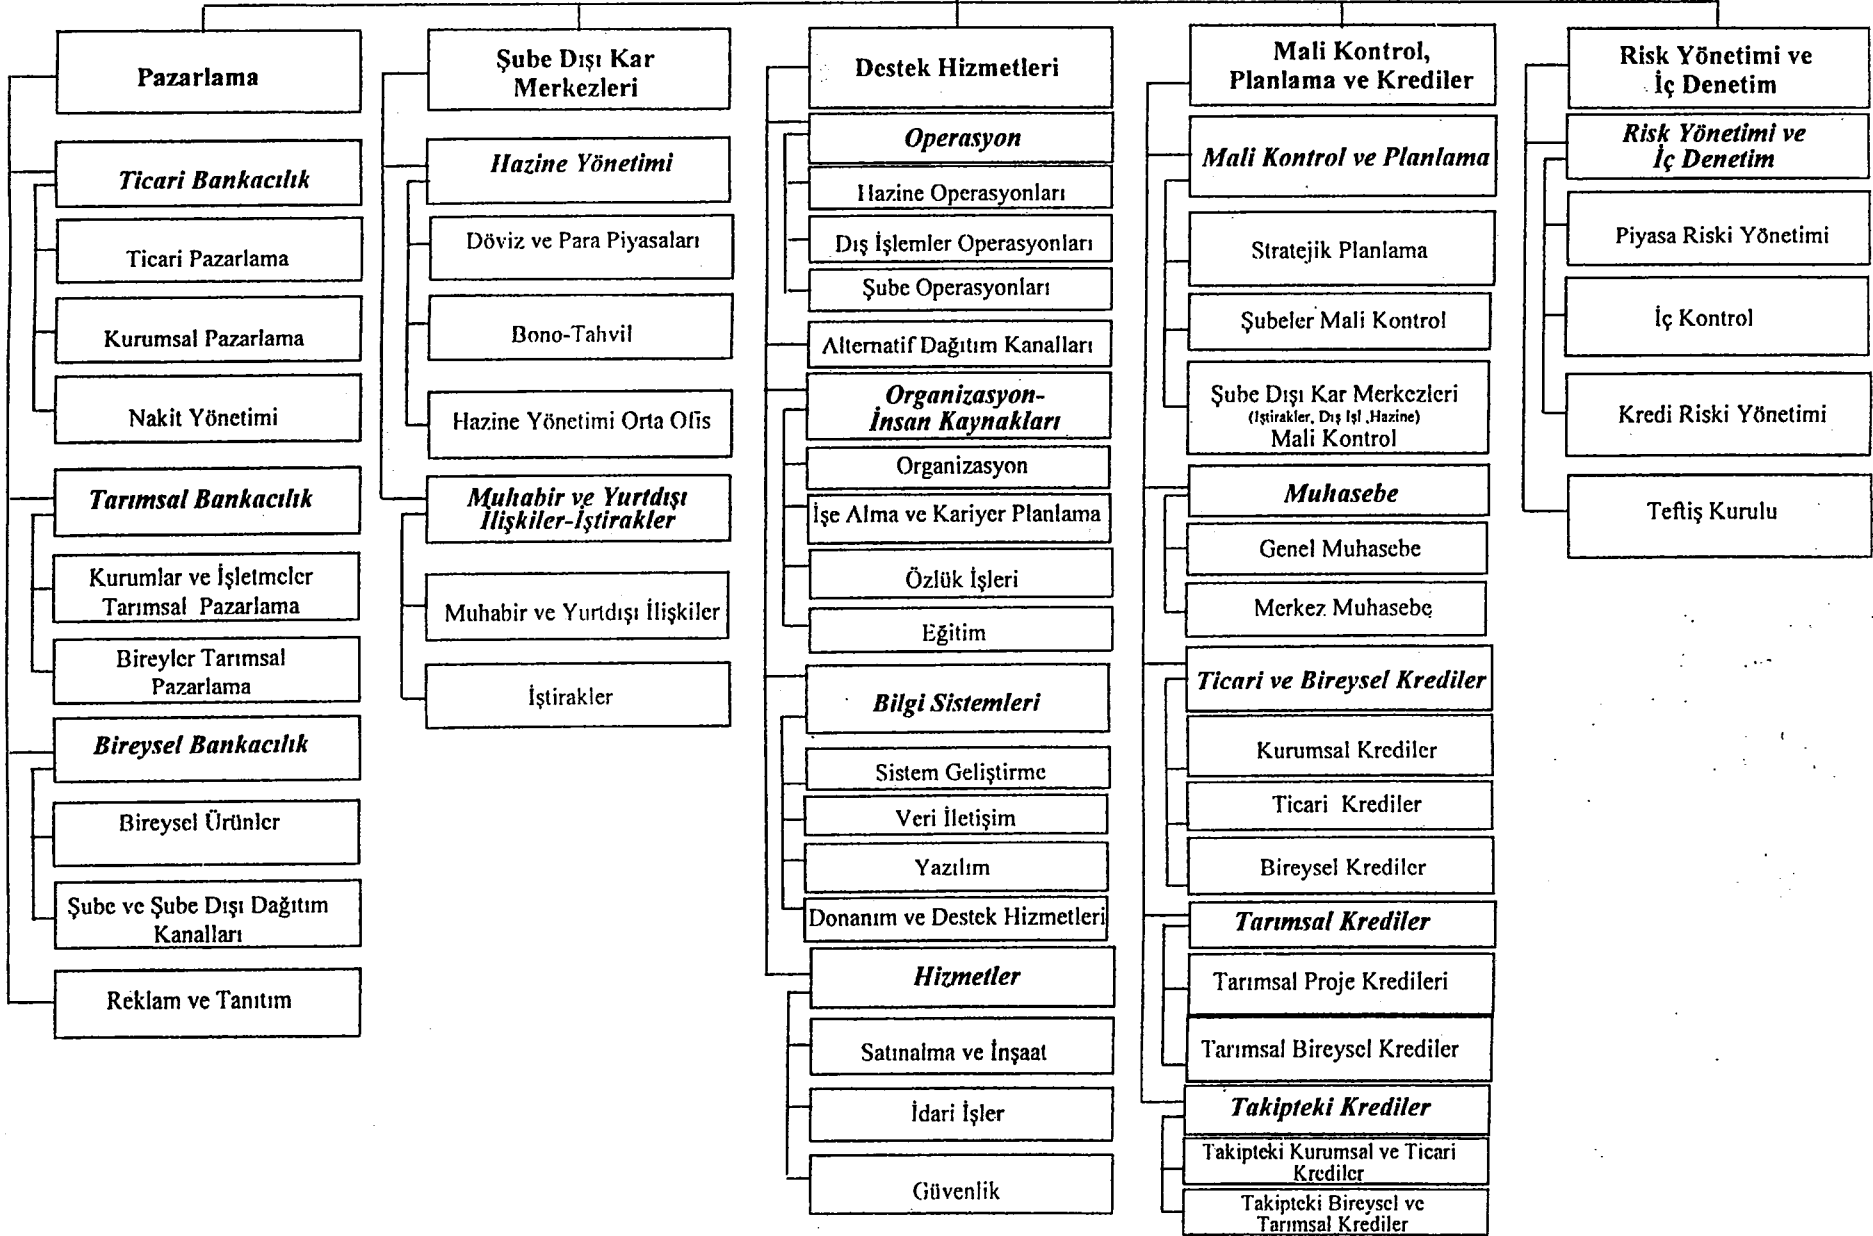 Pazarlama
Ticari Bankacılık
Ticari Pazarlama
Kurumsal Pazarlama
Nakit Yönetimi
Tarımsal Bankacılık
Kurumlar ve İşletmeler
Tarımsal Pazarlama
Bireyler Tarımsal
Pazarlama
Bireysel Bankacılık
Bireysel Ürünler
Şube ve Şube Dışı Dağıtım
Kanalları
Reklam ve Tanıtım
Şube Dışı Kar
Merkezleri
Hazine Yönetimi
Döviz ve Para Piyasaları
Bono-Tahvil
Hazine Yönetimi Orta Ofis
Muhabir ve Yurtdışı
İlişkiler-İştirakler
Muhabir ve Yurtdışı İlişkiler
İştirakler
Destek Hizmetleri
Operasyon
Hazine Operasyonları
Dış İşlemler Operasyonları
Şube Operasyonları
Alternatif Dağıtım Kanalları
Organizasyon-
İnsan Kaynakları
Organizasyon
İşe Alma ve Kariyer Planlama
Özlük İşleri
Eğitim
Bilgi Sistemleri
Sistem Geliştirme
Veri İletişim
Yazılım
Donanım ve Destek Hizmetleri
Hizmetler
Satınalma ve İnşaat
İdari İşler
Güvenlik
Mali Kontrol,
Planlama ve Krediler
Mali Kontrol ve Planlama
Stratejik Planlama
Şubeler Mali Kontrol
Şube Dışı Kar Merkezleri
(İştirakler, Dış İşl ,Hazine)
Mali Kontrol
Muhasebe
Genel Muhasebe
Merkez Muhasebe
Ticari ve Bireysel Krediler
Kurumsal Krediler
Ticari Krediler
Bireysel Krediler
Tarımsal Krediler
Tarımsal Proje Kredileri
Tarımsal Bireysel Krediler
Takipteki Krediler
Takipteki Kurumsal ve Ticari
Krediler
Takipteki Bireysel ve
Tarımsal Krediler
Risk Yönetimi ve
İç Denetim
Risk Yönetimi ve
İç Denetim
Piyasa Riski Yönetimi
İç Kontrol
Kredi Riski Yönetimi
Teftiş Kurulu